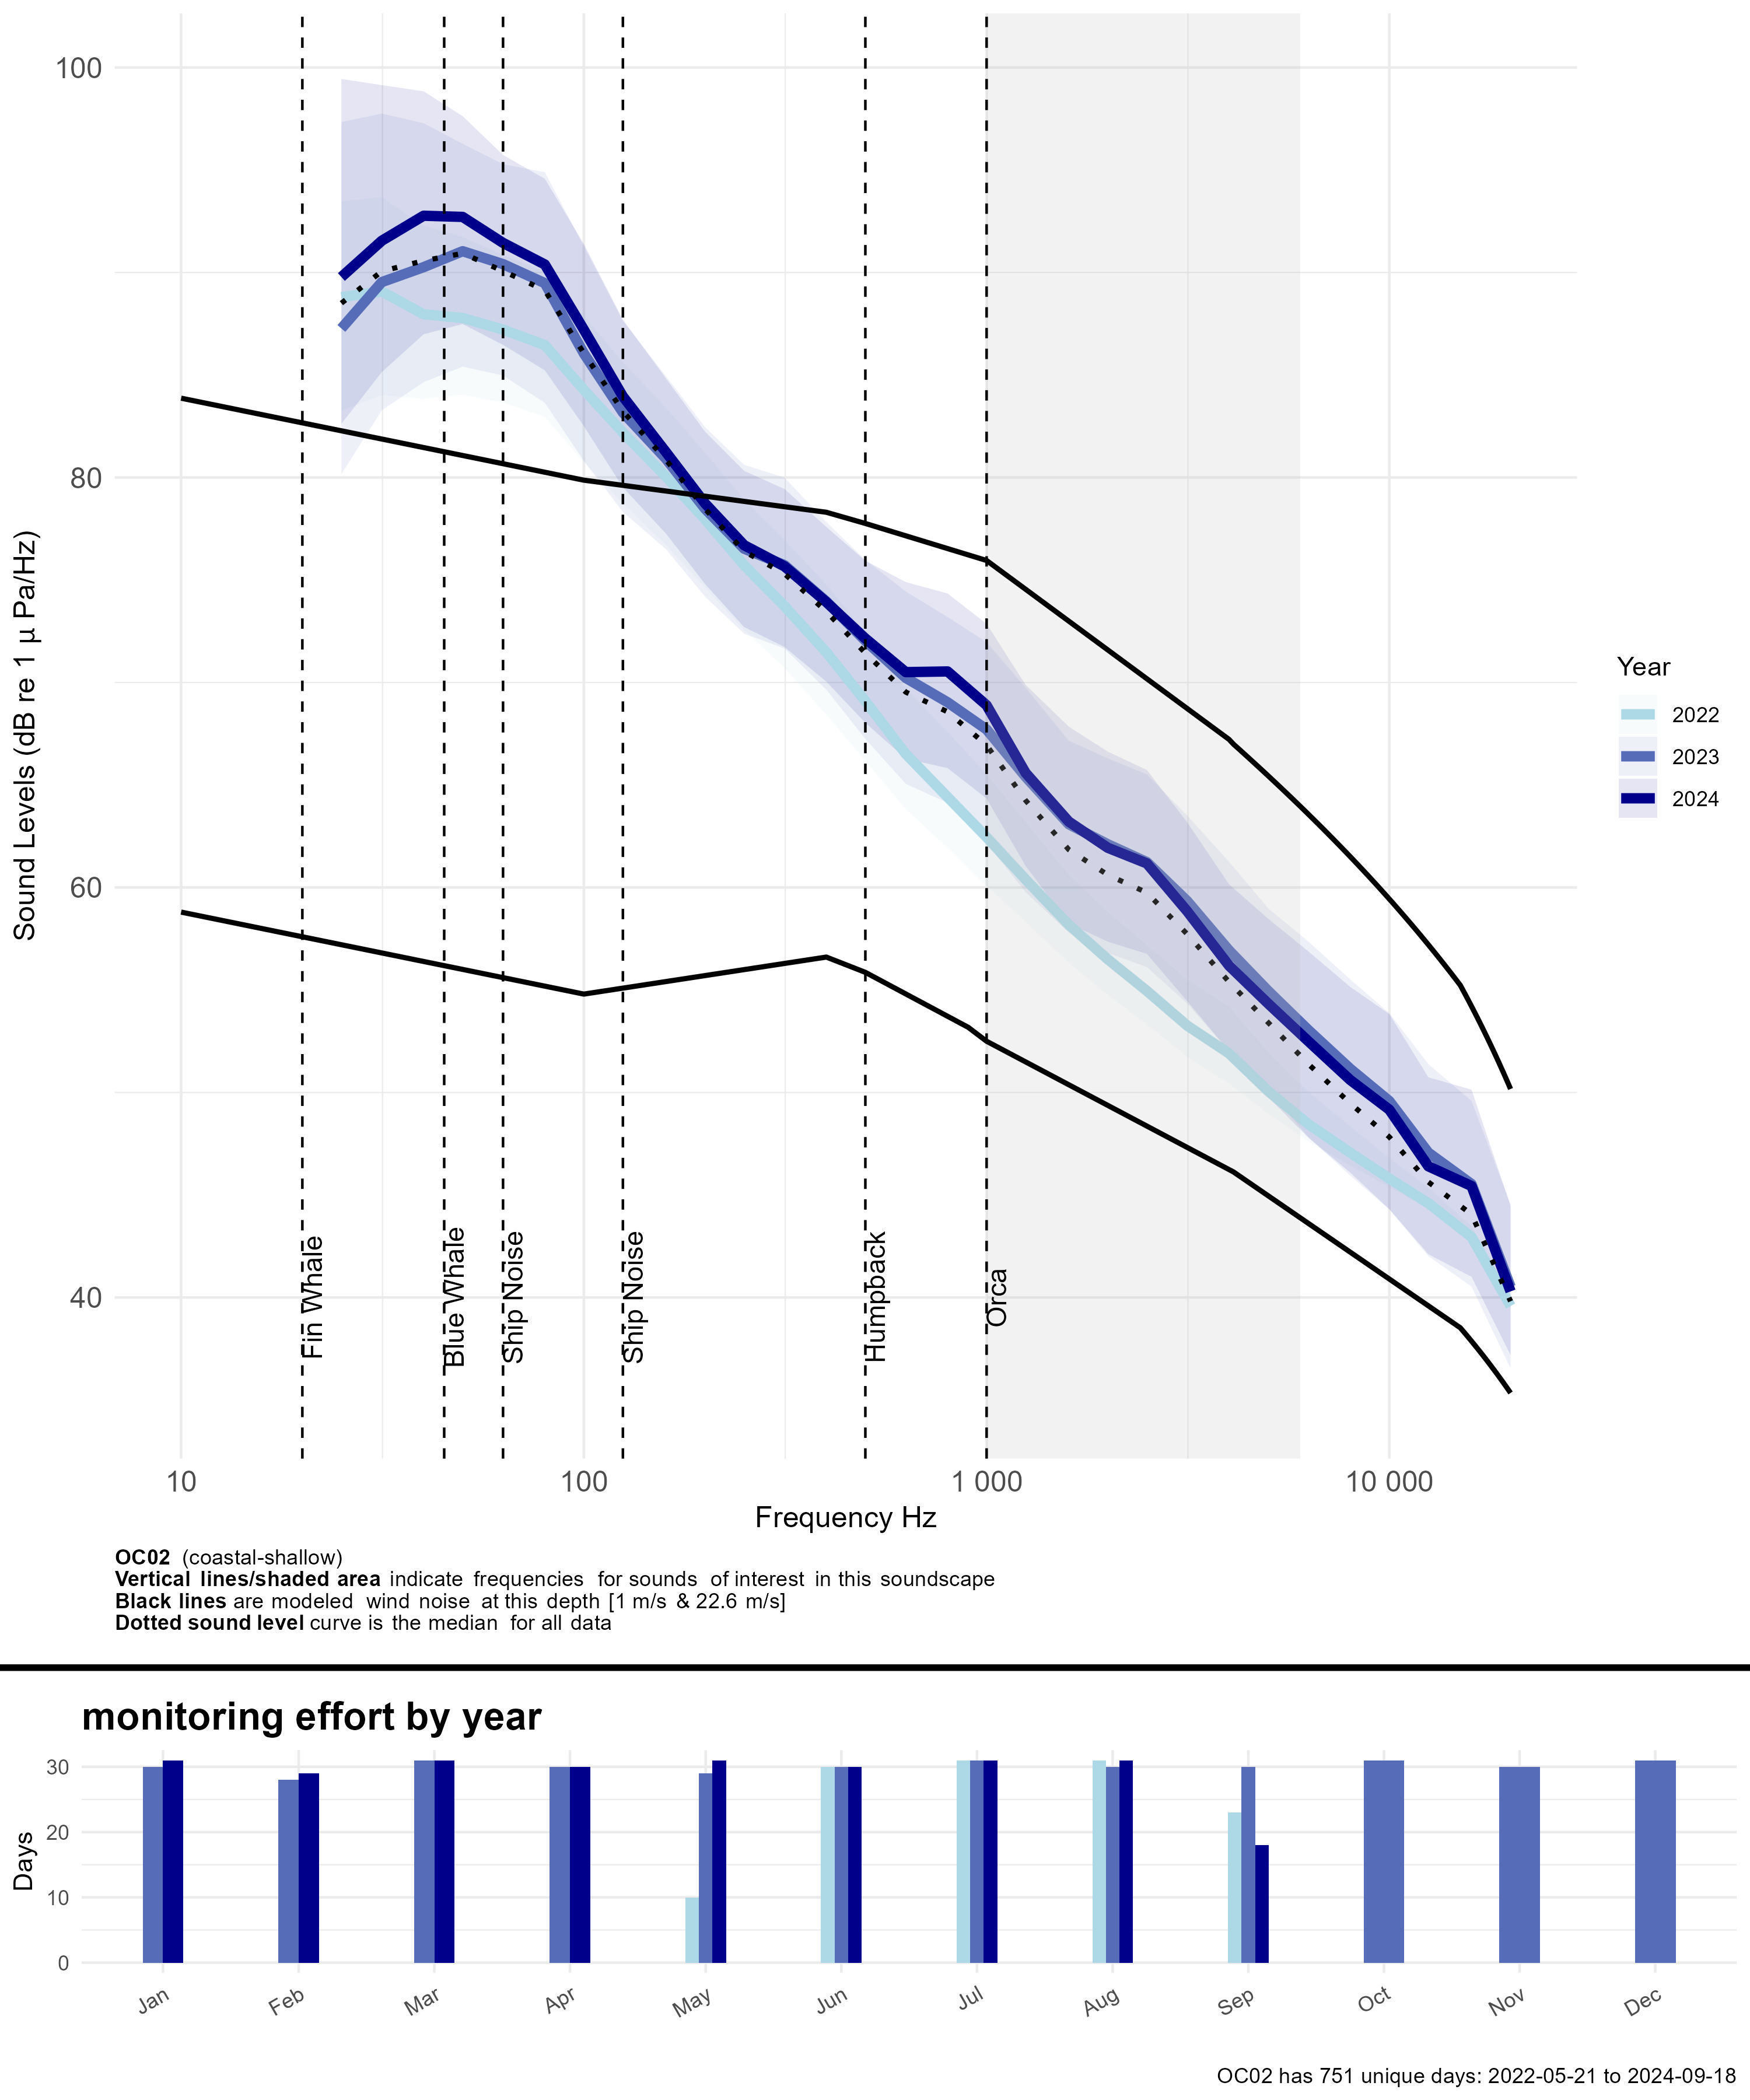 100
80
60
40
Sound Levels (dB re 1 µ Pa/Hz)
Fin Whale
Blue Whale
Ship Noise
Ship Noise
Humpback
Orca
10 100 1 000 10 000
Frequency Hz
Year
2022
2023
2024
OC02 (coastal-shallow)
Vertical lines/shaded area indicate frequencies for sounds of interest in this soundscape
Black lines are modeled wind noise at this depth [1 m/s & 22.6 m/s]
Dotted sound level curve is the median for all data
monitoring effort by year
30
20
10
0
Days
Jan Feb Mar Apr May Jun Jul Aug Sep Oct Nov Dec
OC02 has 751 unique days: 2022-05-21 to 2024-09-18